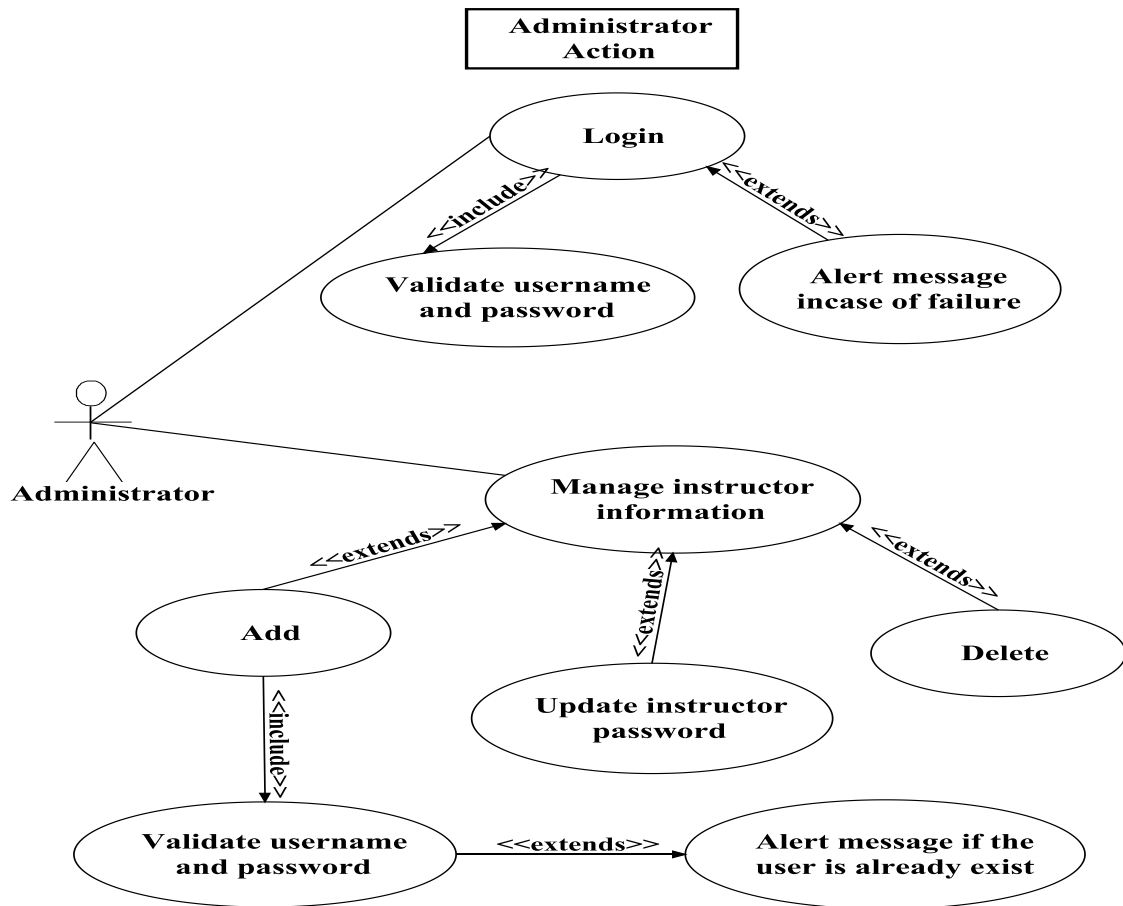 Administrator
Action
Login
<<include>>
<<extends>>
Validate username
and password
Alert message
incase of failure
Administrator
Manage instructor
information
<<extends>>
<<extends>>
<<extends>>
Add
Delete
Update instructor
password
<<include>>
Validate username
and password
<<extends>>
Alert message if the
user is already exist